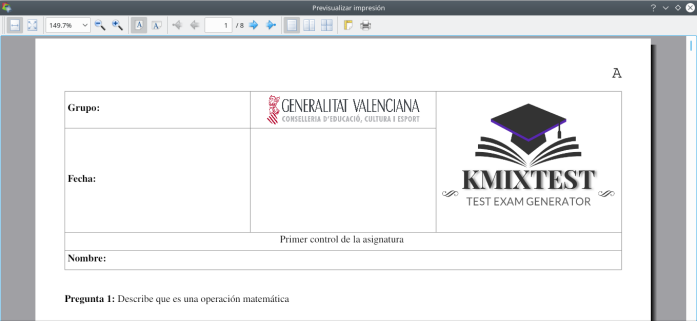 Previsualizar impresión
149.7%
1 / 8
A
Grupo:
GENERALITAT VALENCIANA
CONSELLERIA D'EDUCACIÓ, CULTURA I ESPORT
Fecha:
KMIXTEST
TEST EXAM GENERATOR
Primer control de la asignatura
Nombre:
Pregunta 1: Describe que es una operación matemática